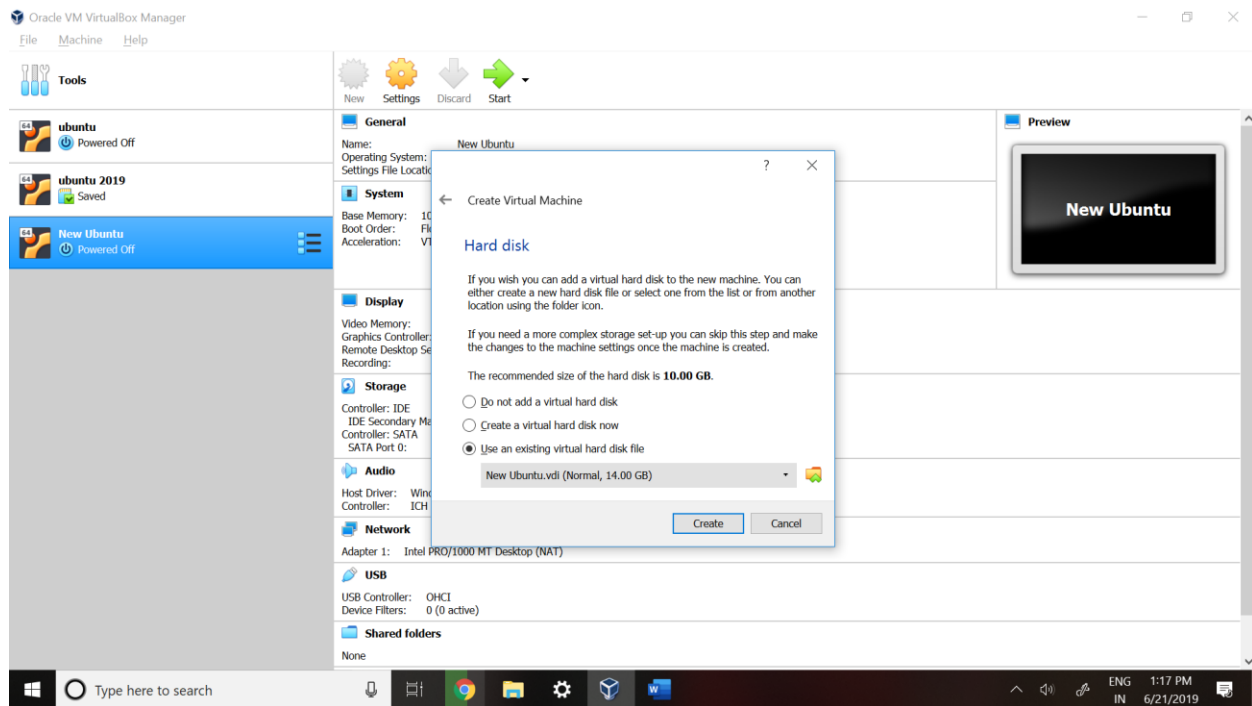 Oracle VM VirtualBox Manager
File Machine Help
Tools
New Settings Discard Start
64 ubuntu
Powered Off
64 ubuntu 2019
Saved
64 New Ubuntu
Powered Off
General
Name: New Ubuntu
Operating System:
Settings File
System
Base Memory: 10
Boot Order:
Acceleration: VT
Display
Video Memory:
Graphics Controller:
Remote Desktop Se
Recording:
Storage
Controller: IDE
IDE Secondary Ma
Controller: SATA
SATA Port 0:
Audio
Host Driver: Wind
Controller: ICH
Network
Adapter 1: Intel PRO/1000 MT Desktop (NAT)
USB
USB Controller: OHCI
Device Filters: 0 (0 active)
Shared folders
None
Preview
New Ubuntu
?
Create Virtual Machine
Hard disk
If you wish you can add a virtual hard disk to the new machine. You can
either create a new hard disk file or select one from the list or from another
location using the folder icon.
If you need a more complex storage set-up you can skip this step and make
the changes to the machine settings once the machine is created.
The recommended size of the hard disk is 10.00 GB.
Do not add a virtual hard disk
Create a virtual hard disk now
Use an existing virtual hard disk file
New Ubuntu.vdi (Normal, 14.00 GB)
Create Cancel
Type here to search
ENG 1:17 PM
IN 6/21/2019